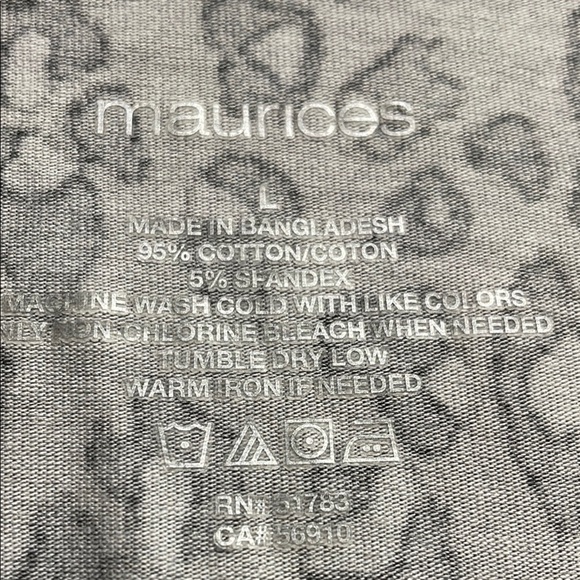 maurices
L
MADE IN BANGLADESH
95% COTTON/COTON
5% SPANDEX
MACHINE WASH COLD WITH LIKE COLORS
NLY NON-CHLORINE BLEACH WHEN NEEDED
TUMBLE DRY LOW
WARM IRON IF NEEDED
RN# 51783
CA# 56910